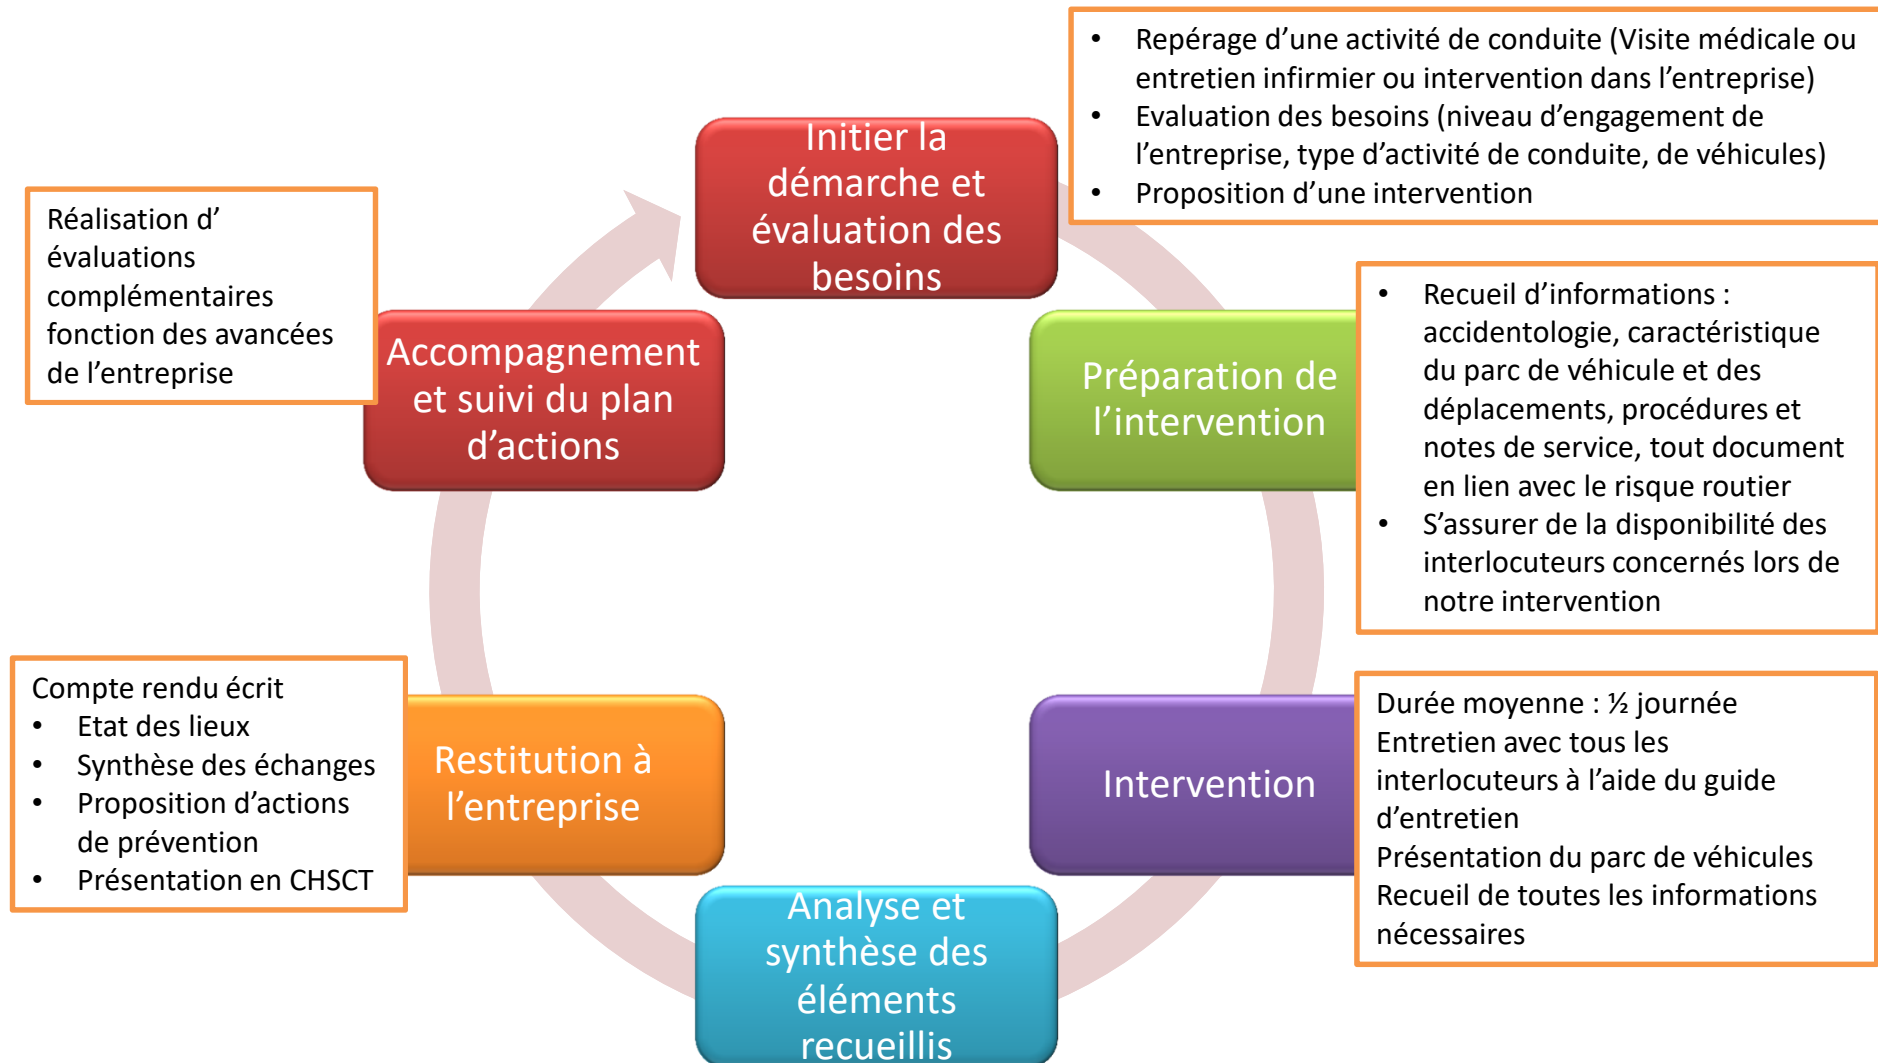 Initier la
démarche et
évaluation des
besoins
• Repérage d’une activité de conduite (Visite médicale ou
entretien infirmier ou intervention dans l’entreprise)
• Evaluation des besoins (niveau d’engagement de
l’entreprise, type d’activité de conduite, de véhicules)
• Proposition d’une intervention
Préparation de
l’intervention
• Recueil d’informations :
accidentologie, caractéristique
du parc de véhicule et des
déplacements, procédures et
notes de service, tout document
en lien avec le risque routier
• S’assurer de la disponibilité des
interlocuteurs concernés lors de
notre intervention
Intervention
Durée moyenne : ½ journée
Entretien avec tous les
interlocuteurs à l’aide du guide
d’entretien
Présentation du parc de véhicules
Recueil de toutes les informations
nécessaires
Analyse et
synthèse des
éléments
recueillis
Restitution à
l’entreprise
Compte rendu écrit
• Etat des lieux
• Synthèse des échanges
• Proposition d’actions
de prévention
• Présentation en CHSCT
Accompagnement
et suivi du plan
d’actions
Réalisation d’
évaluations
complémentaires
fonction des avancées
de l’entreprise